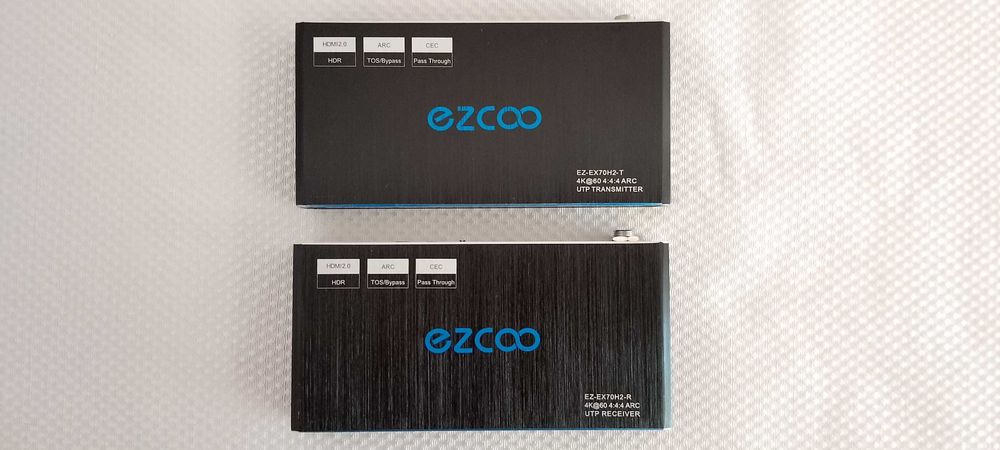 HDMI2.0 ARC CEC
HDR TOS/Bypass Pass Through
ezcoo
EZ-EX70H2-T
4K@60 4:4:4 ARC
UTP TRANSMITTER
HDMI2.0 ARC CEC
HDR TOS/Bypass Pass Through
ezcoo
EZ-EX70H2-R
4K@60 4:4:4 ARC
UTP RECEIVER